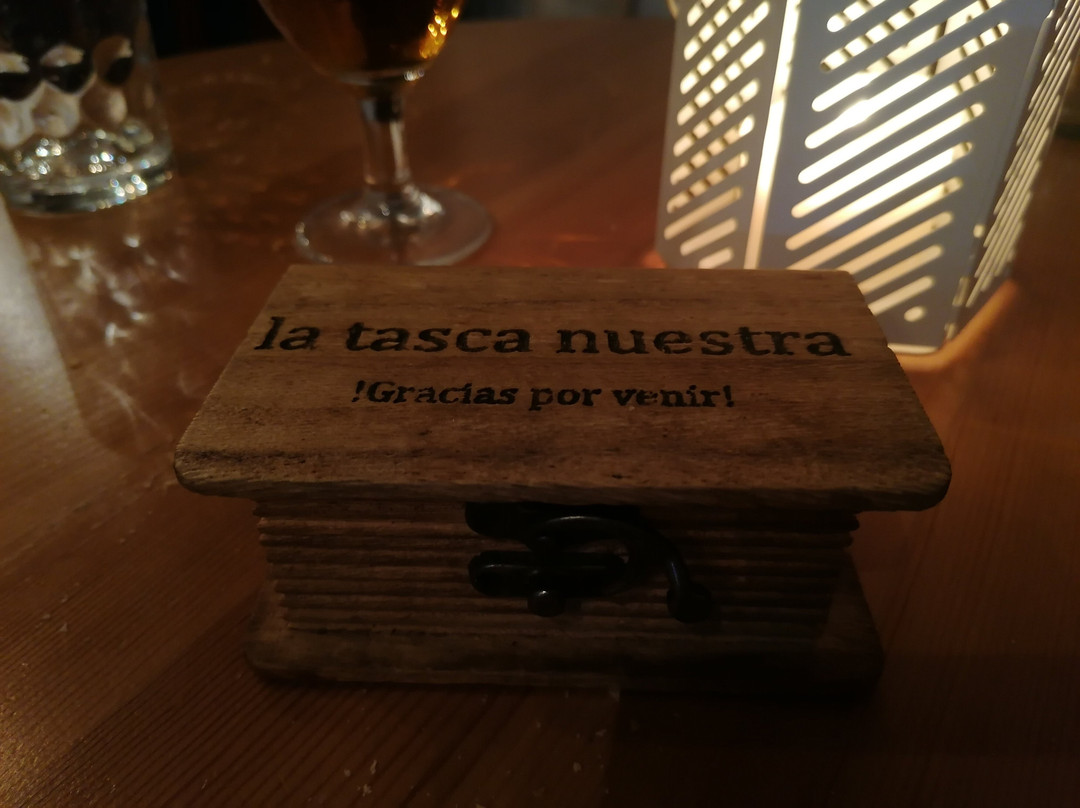 la tasca nuestra
!Gracias por venir!